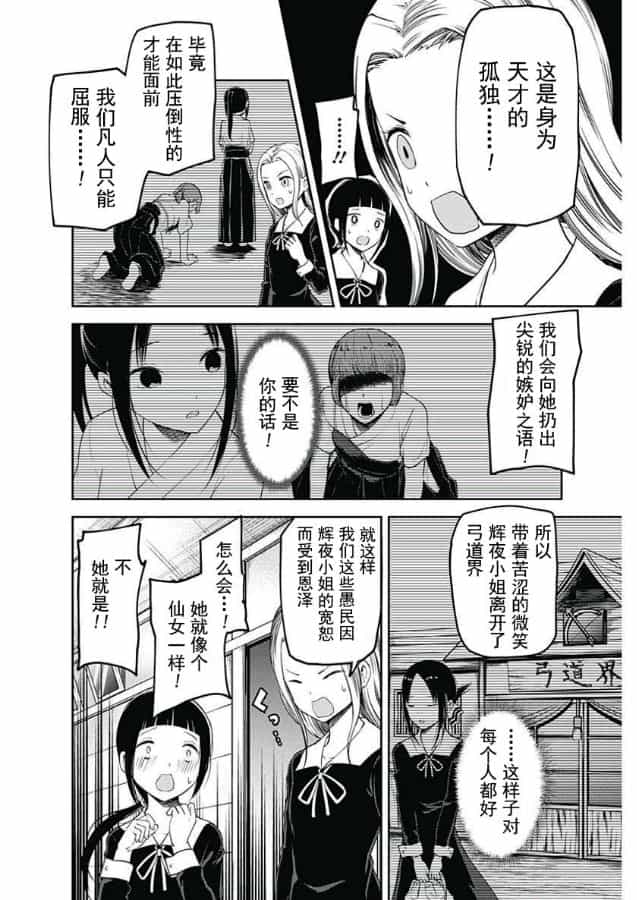 这是身为
天才的
孤独…！
…!!
毕竟
在如此压倒性的
才能面前
我们凡人只能
屈服……！
我们会向她扔出
尖锐的嫉妒之语！
要不是
你的话！
所以
带着苦涩的微笑
辉夜小姐离开了
弓道界
弓道界
……这样子对
每个人都好
就这样
我们这些愚民因
辉夜小姐的宽恕
而受到恩泽
くっ…
怎么会…！
她就像个
仙女一样！
不
她就是!!